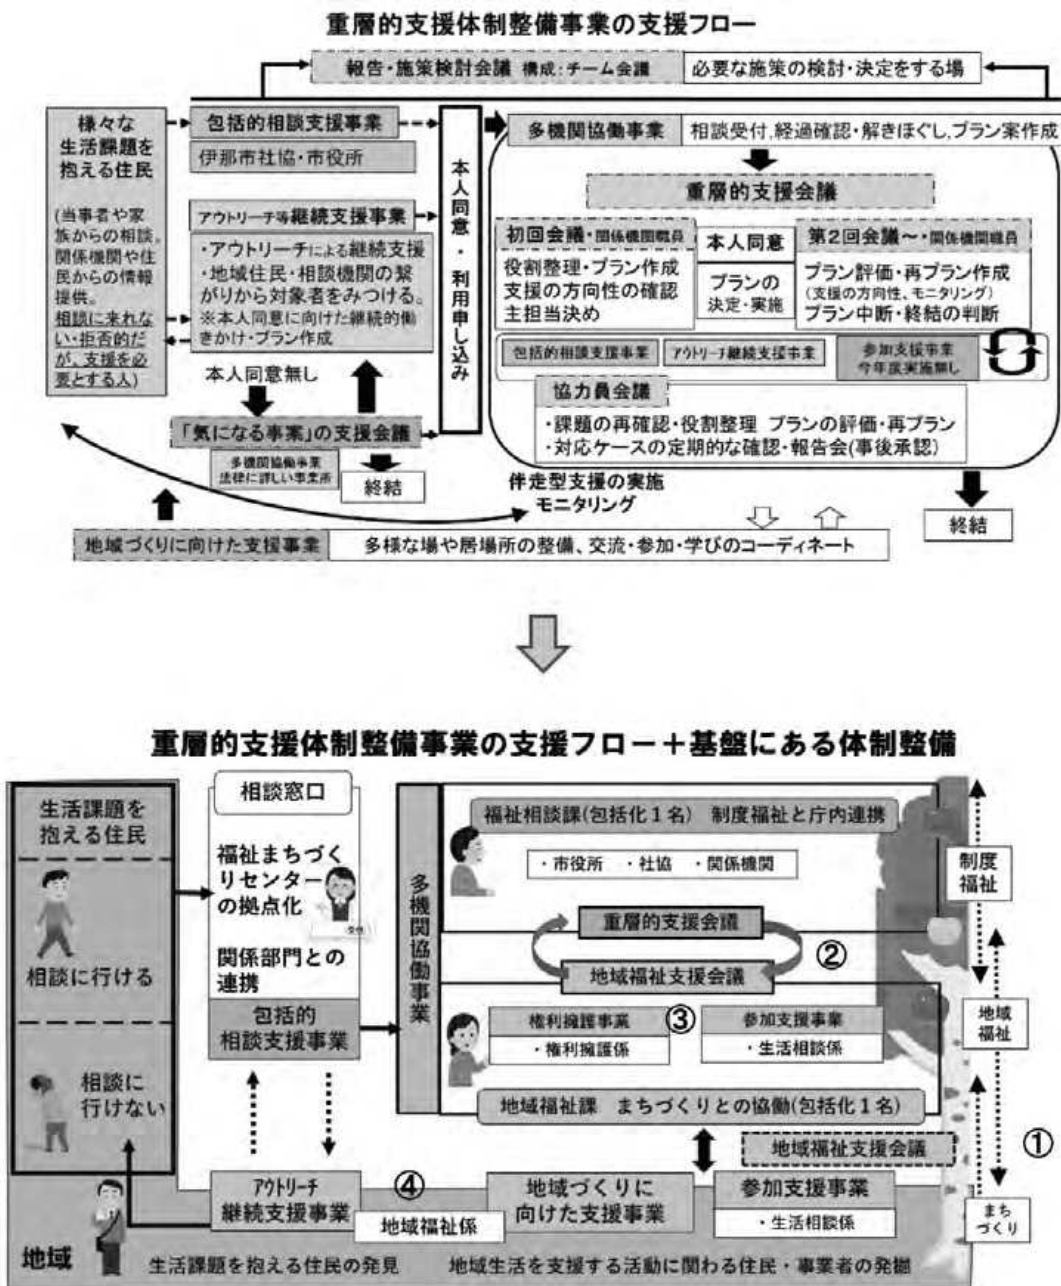 重層的支援体制整備事業の支援フロー
報告・施策検討会議 構成:チーム会議
必要な施策の検討・決定をする場
様々な
生活課題を
抱える住民
(当事者や家
族からの相談。
関係機関や住
民からの情報
提供。
相談に来れな
い・拒否的だ
が、支援を必
要とする人)
包括的相談支援事業
伊那市社協・市役所
アウトリーチ等継続支援事業
・アウトリーチによる継続支援
・地域住民・相談機関の繋
がりから対象者をみつける。
※本人同意に向けた継続的働
きかけ・プラン作成
本人同意無し
「気になる事案」の支援会議
多機関協働事業
法律に詳しい事業所
終結
本人同意・利用申し込み
多機関協働事業
相談受付,経過確認・解きほぐし,プラン案作成
重層的支援会議
初回会議・関係機関職員
役割整理・プラン作成
支援の方向性の確認
主担当決め
本人同意
プランの
決定・実施
第2回会議~・関係機関職員
プラン評価・再プラン作成
(支援の方向性、モニタリング)
プラン中断・終結の判断
包括的相談支援事業
アウトリーチ継続支援事業
参加支援事業
今年度実施無し
協力員会議
・課題の再確認・役割整理 プランの評価・再プラン
・対応ケースの定期的な確認・報告会(事後承認)
伴走型支援の実施
モニタリング
終結
地域づくりに向けた支援事業
多様な場や居場所の整備、交流・参加・学びのコーディネート
重層的支援体制整備事業の支援フロー+基盤にある体制整備
生活課題を
抱える住民
相談に行ける
相談に
行けない
相談窓口
福祉まちづく
りセンター
の拠点化
関係部門との
連携
包括的
相談支援事業
多機関協働事業
福祉相談課(包括化1名) 制度福祉と庁内連携
・市役所 ・社協 ・関係機関
重層的支援会議
②
地域福祉支援会議
権利擁護事業
・権利擁護係
③
参加支援事業
・生活相談係
地域福祉課 まちづくりとの協働(包括化1名)
地域福祉支援会議
制度
福祉
地域
福祉
まち
づくり
①
アウトリーチ
継続支援事業
④
地域福祉係
地域づくりに
向けた支援事業
参加支援事業
・生活相談係
地域
生活課題を抱える住民の発見
地域生活を支援する活動に関わる住民・事業者の発掘